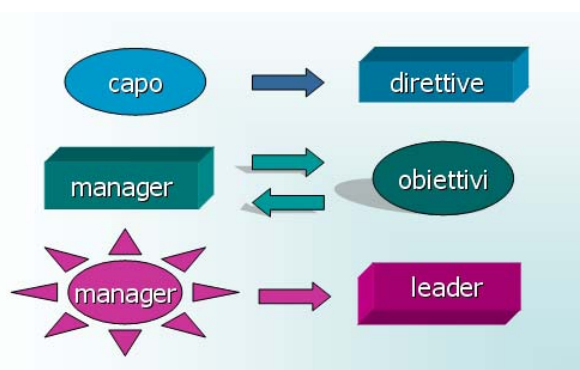 capo
direttive
manager
obiettivi
manager
leader